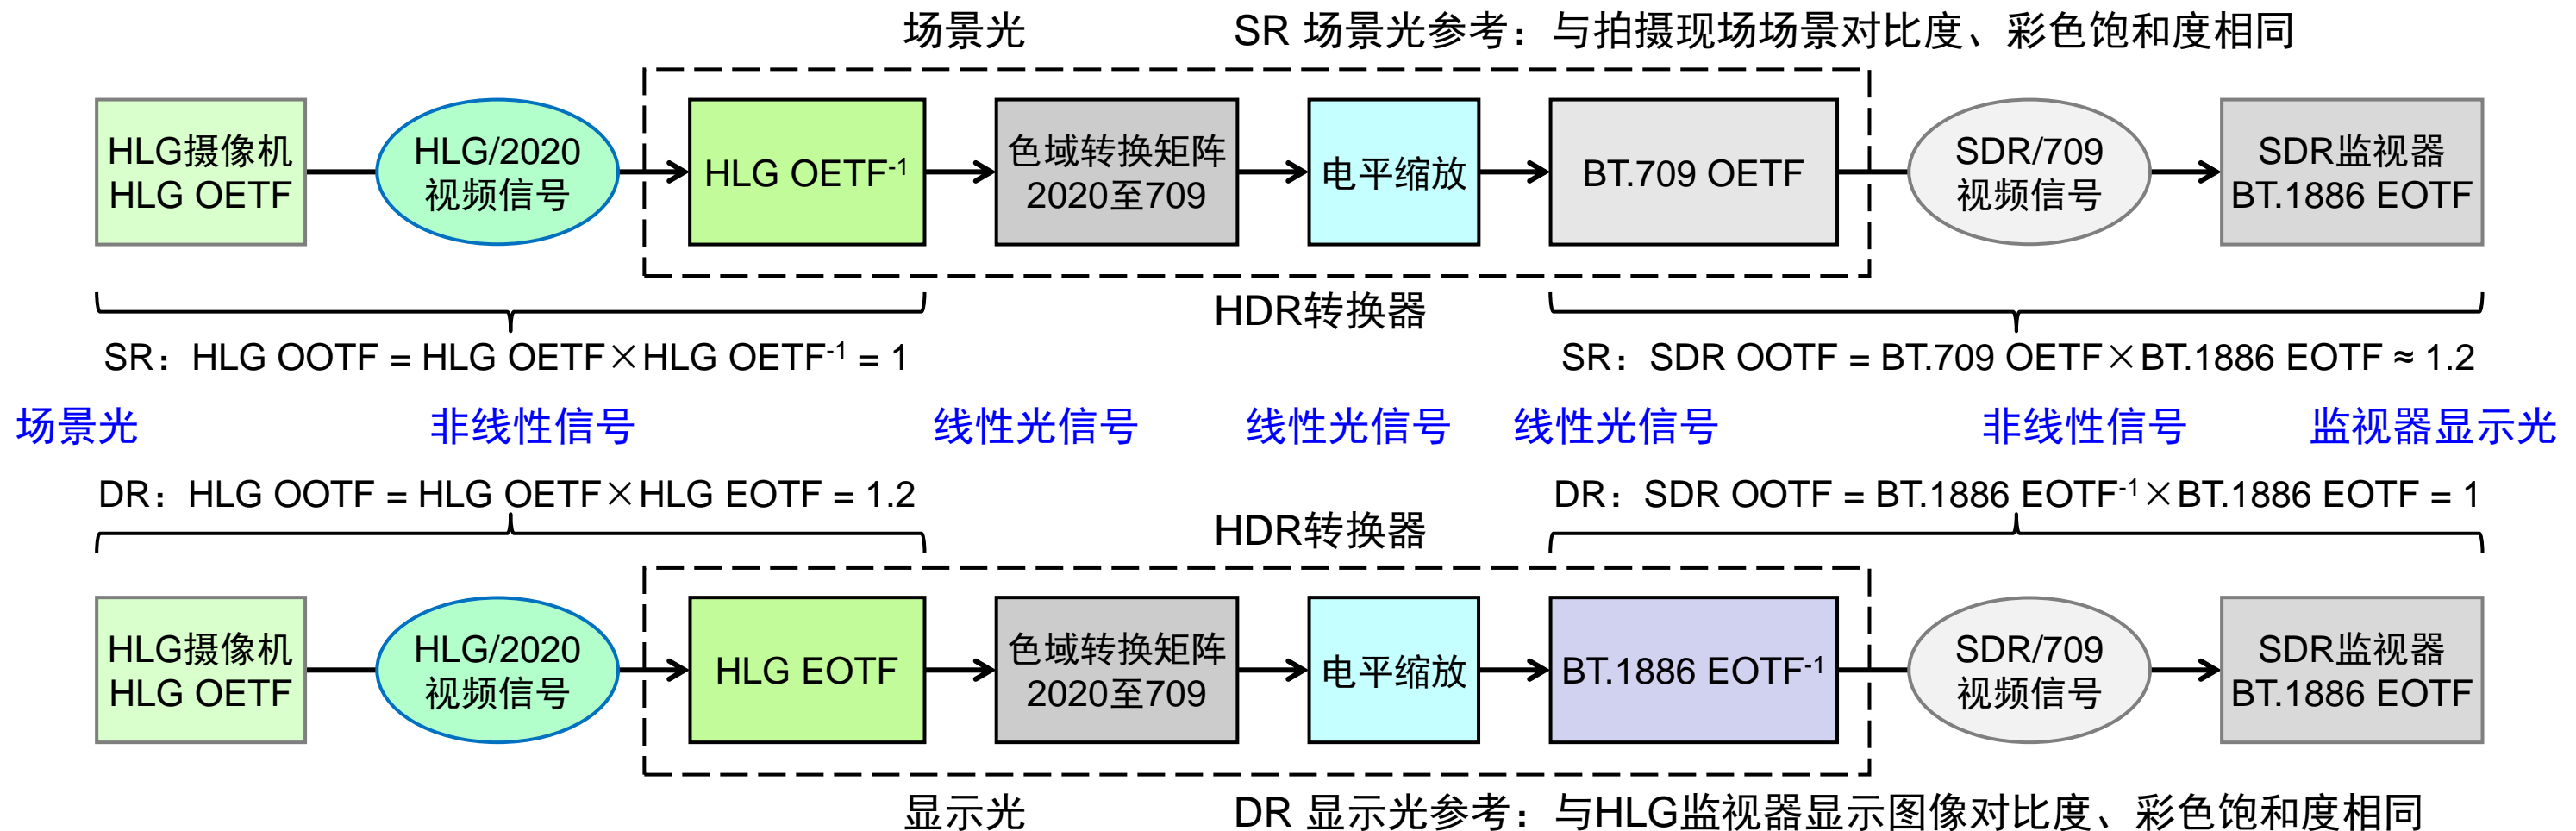 场景光
SR 场景光参考：与拍摄现场场景对比度、彩色饱和度相同
HLG摄像机
HLG OETF
HLG/2020
视频信号
HLG OETF⁻¹
色域转换矩阵
2020至709
电平缩放
BT.709 OETF
SDR/709
视频信号
SDR监视器
BT.1886 EOTF
HDR转换器
SR：HLG OOTF = HLG OETF×HLG OETF⁻¹ = 1
SR：SDR OOTF = BT.709 OETF×BT.1886 EOTF ≈ 1.2
场景光
非线性信号
线性光信号
线性光信号
线性光信号
非线性信号
监视器显示光
DR：HLG OOTF = HLG OETF×HLG EOTF = 1.2
DR：SDR OOTF = BT.1886 EOTF⁻¹×BT.1886 EOTF = 1
HDR转换器
HLG摄像机
HLG OETF
HLG/2020
视频信号
HLG EOTF
色域转换矩阵
2020至709
电平缩放
BT.1886 EOTF⁻¹
SDR/709
视频信号
SDR监视器
BT.1886 EOTF
显示光
DR 显示光参考：与HLG监视器显示图像对比度、彩色饱和度相同